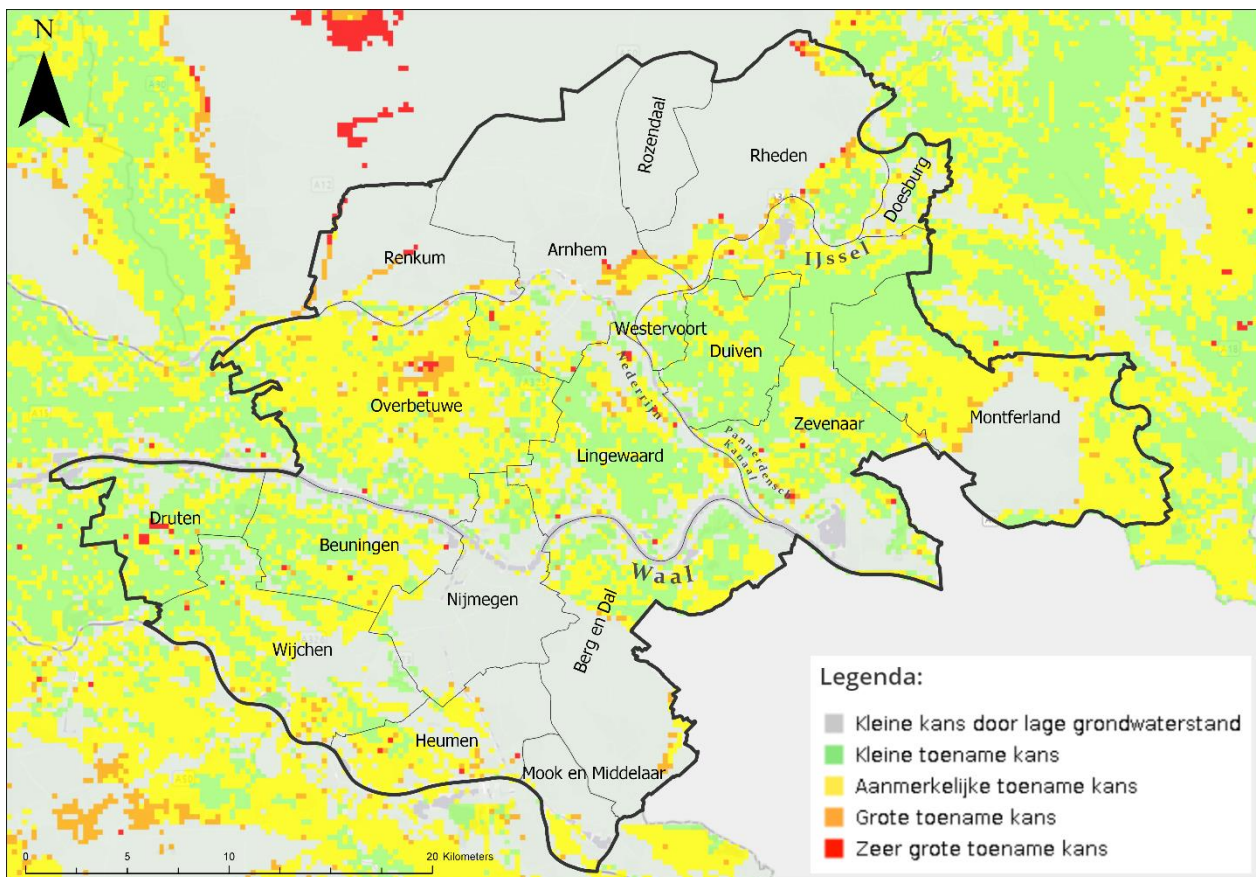 N
Rozendaal
Rheden
Doesburg
Renkum
Arnhem
IJssel
Westervoort
Duiven
Nederrijn
Overbetuwe
Montferland
Zevenaar
Lingewaard
Pannerdensch
Kanaal
Druten
Beuningen
Waal
Nijmegen
Berg en Dal
Wijchen
Heumen
Mook en Middelaar
Legenda:
Kleine kans door lage grondwaterstand
Kleine toename kans
Aanmerkelijke toename kans
Grote toename kans
Zeer grote toename kans
0 5 10 20 Kilometers